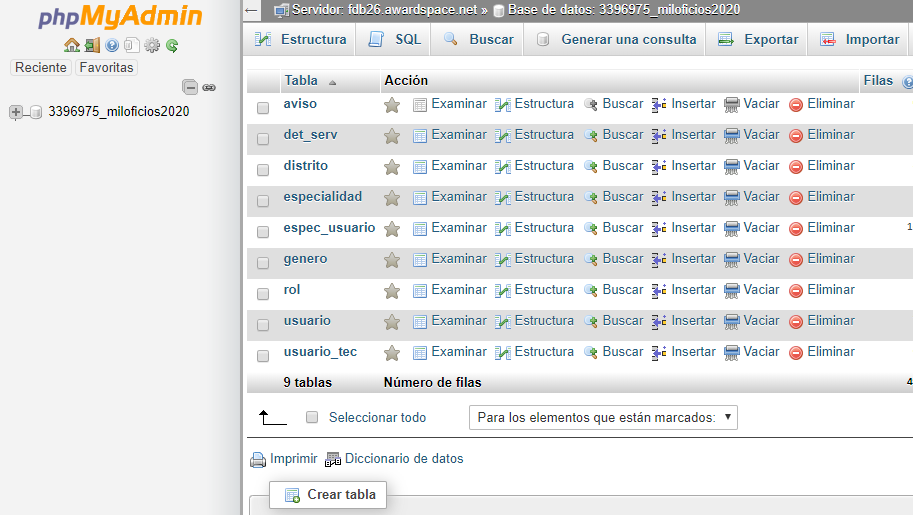 phpMyAdmin
Reciente Favoritas
3396975_miloficios2020
Servidor: fdb26.awardspace.net » Base de datos: 3396975_miloficios2020
Estructura SQL Buscar Generar una consulta Exportar Importar
Tabla Acción Filas
aviso Examinar Estructura Buscar Insertar Vaciar Eliminar
det_serv Examinar Estructura Buscar Insertar Vaciar Eliminar
distrito Examinar Estructura Buscar Insertar Vaciar Eliminar
especialidad Examinar Estructura Buscar Insertar Vaciar Eliminar
espec_usuario Examinar Estructura Buscar Insertar Vaciar Eliminar 1
genero Examinar Estructura Buscar Insertar Vaciar Eliminar
rol Examinar Estructura Buscar Insertar Vaciar Eliminar
usuario Examinar Estructura Buscar Insertar Vaciar Eliminar
usuario_tec Examinar Estructura Buscar Insertar Vaciar Eliminar
9 tablas Número de filas 4
Seleccionar todo Para los elementos que están marcados:
Imprimir Diccionario de datos
Crear tabla